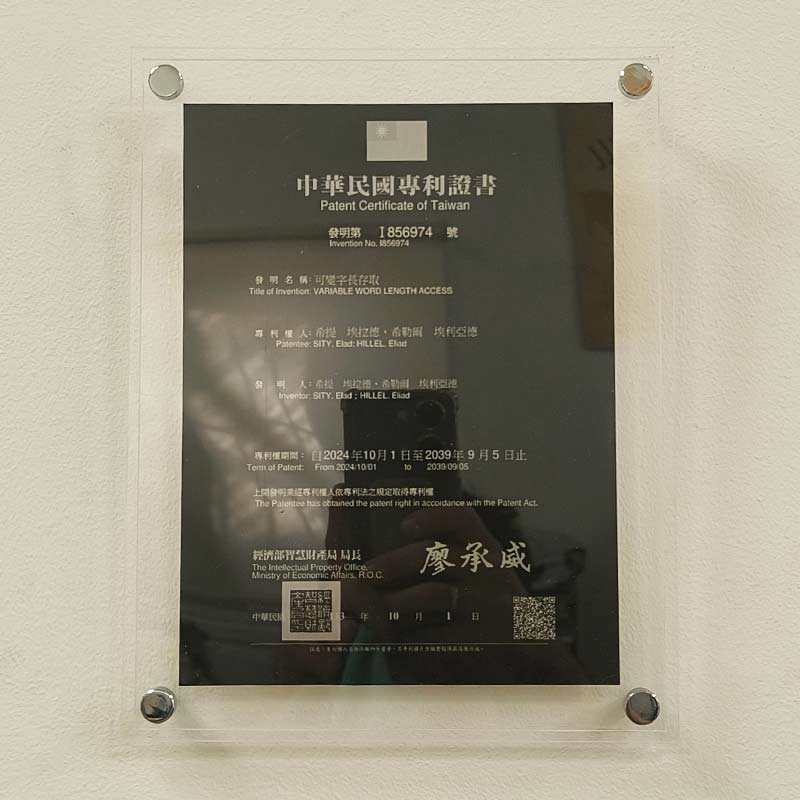 中華民國專利證書
Patent Certificate of Taiwan
發明第 I 856974 號
Invention No. I856974
發明名稱：可變字長存取
Title of Invention: VARIABLE WORD LENGTH ACCESS
專利權人：希提 埃拉德・希勒爾 埃利亞德
Patentee: SITY, Elad; HILLEL, Eliad
發明人：希提 埃拉德・希勒爾 埃利亞德
Inventor: SITY, Elad ; HILLEL, Eliad
專利權期間：自2024年10月1日至2039年9月5日止
Term of Patent: From 2024/10/01 to 2039/09/05
上開發明業經專利權人依專利法之規定取得專利權
The Patentee has obtained the patent right in accordance with the Patent Act.
經濟部智慧財產局 局長
廖承威
The Intellectual Property Office,
Ministry of Economic Affairs, R.O.C.
中華民國 3 年 10 月 1 日